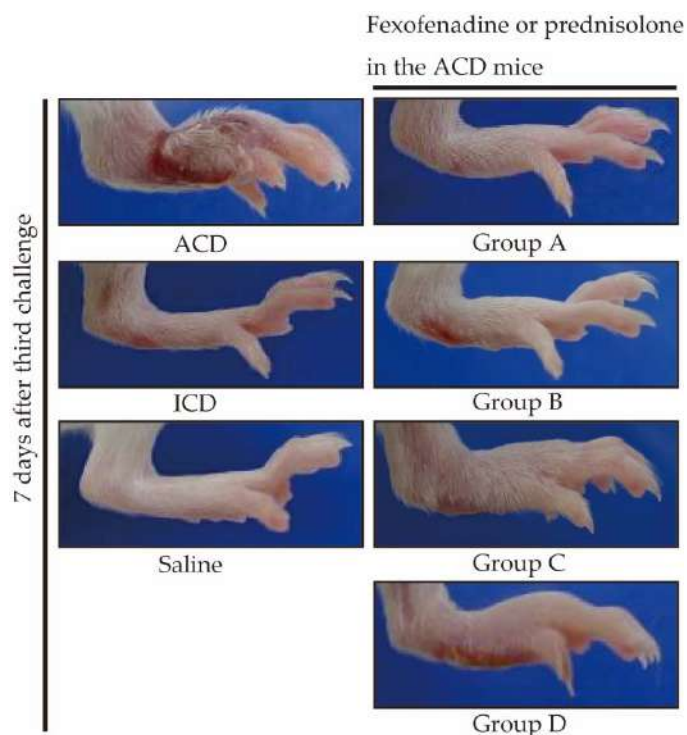 Fexofenadine or prednisolone
in the ACD mice
7 days after third challenge
ACD
Group A
ICD
Group B
Saline
Group C
Group D